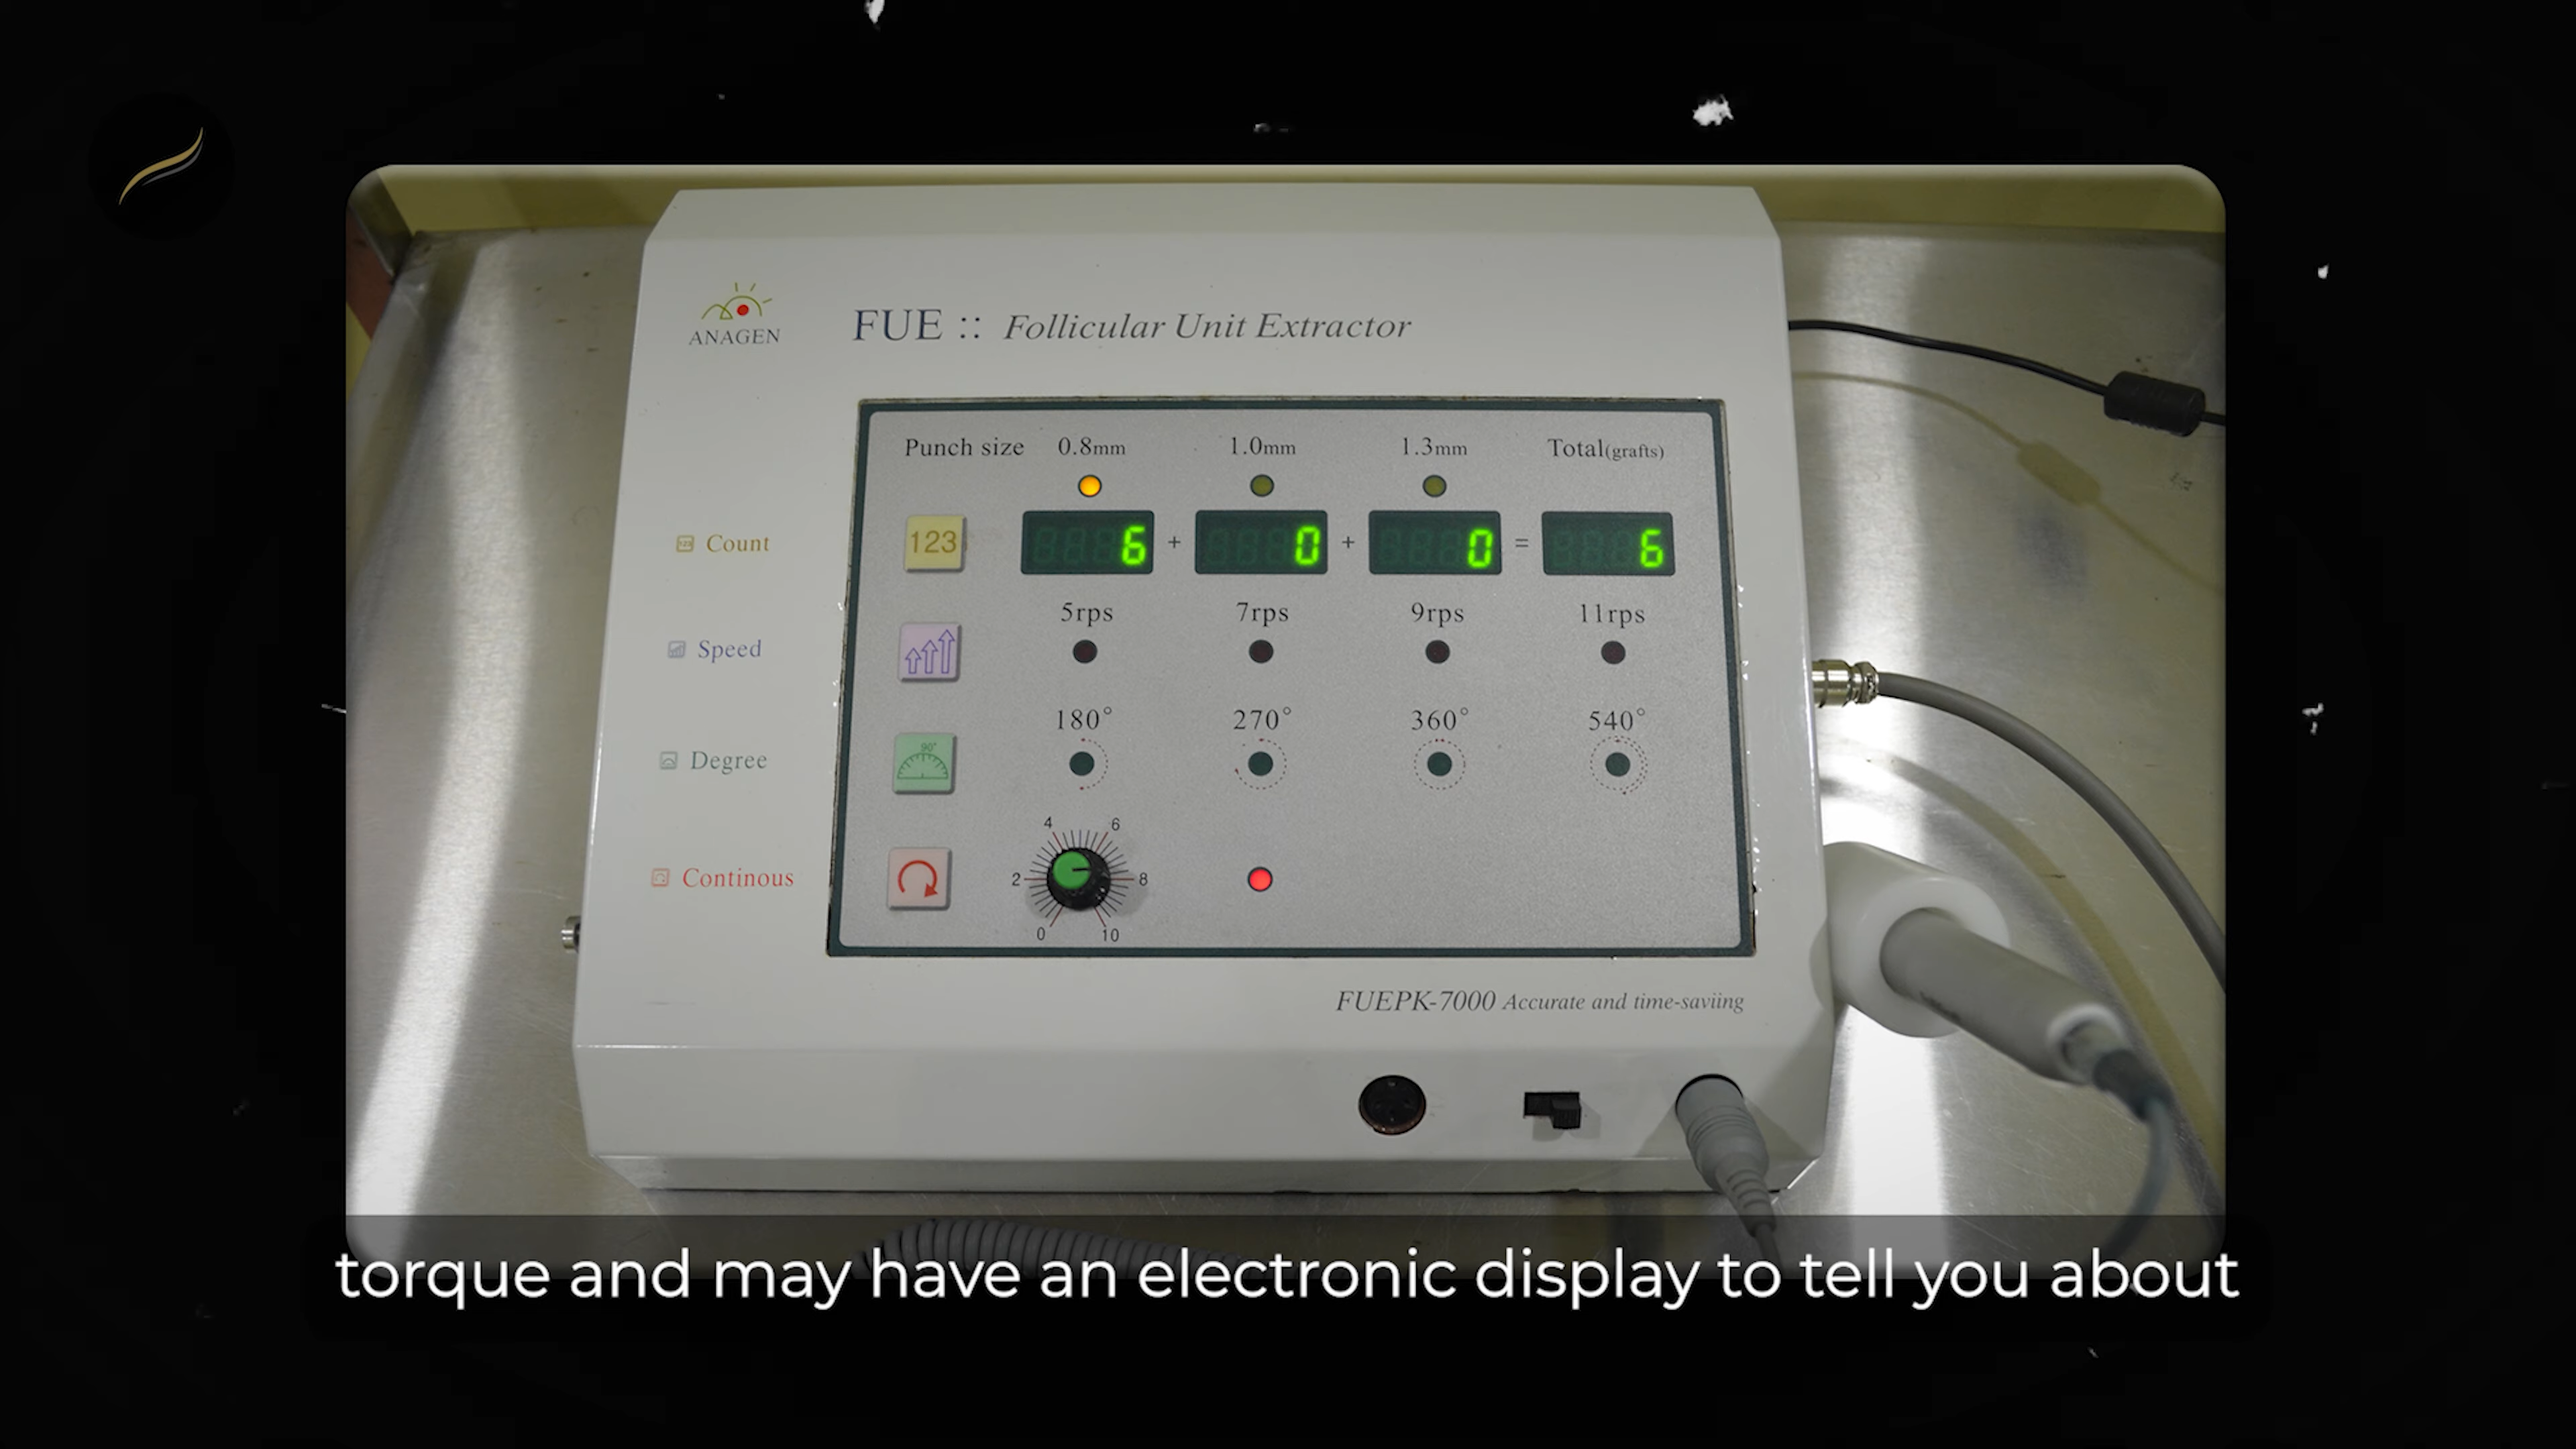 ANAGEN
FUE :: Follicular Unit Extractor
Punch size 0.8mm 1.0mm 1.3mm Total(grafts)
Count 123 6 + 0 + 0 = 6
5rps 7rps 9rps 11rps
Speed
180° 270° 360° 540°
Degree 90°
4 6
Continous 2 8
0 10
FUEPK-7000 Accurate and time-saviing
torque and may have an electronic display to tell you about